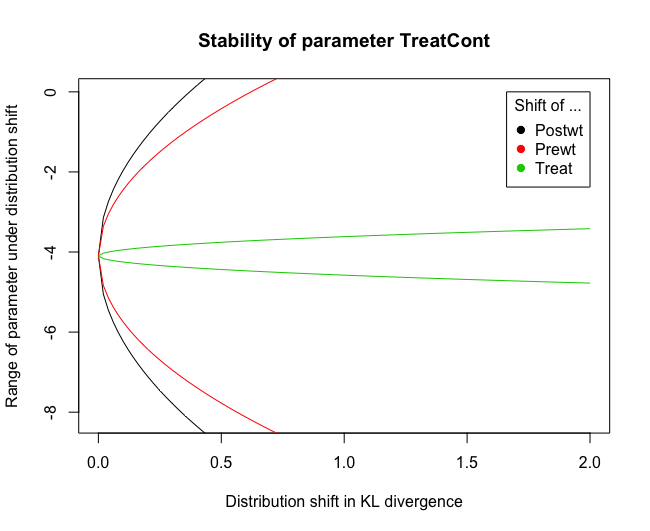 Stability of parameter TreatCont
Range of parameter under distribution shift
0
-2
-4
-6
-8
Shift of ...
Postwt
Prewt
Treat
0.0 0.5 1.0 1.5 2.0
Distribution shift in KL divergence